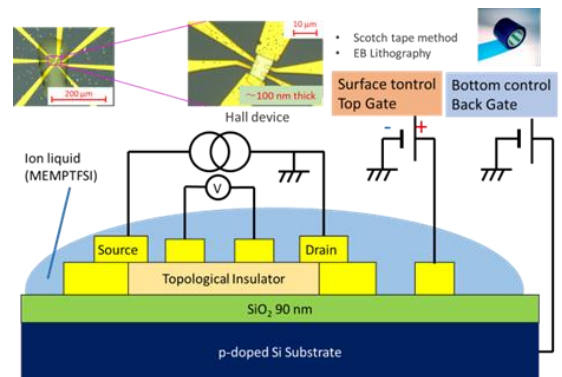 10 μm
• Scotch tape method
• EB Lithography
200 μm
~100 nm thick
Hall device
Surface tontrol
Top Gate
Bottom control
Back Gate
- +
Ion liquid
(MEMPTFSI)
V
Source
Drain
Topological Insulator
SiO₂ 90 nm
p-doped Si Substrate